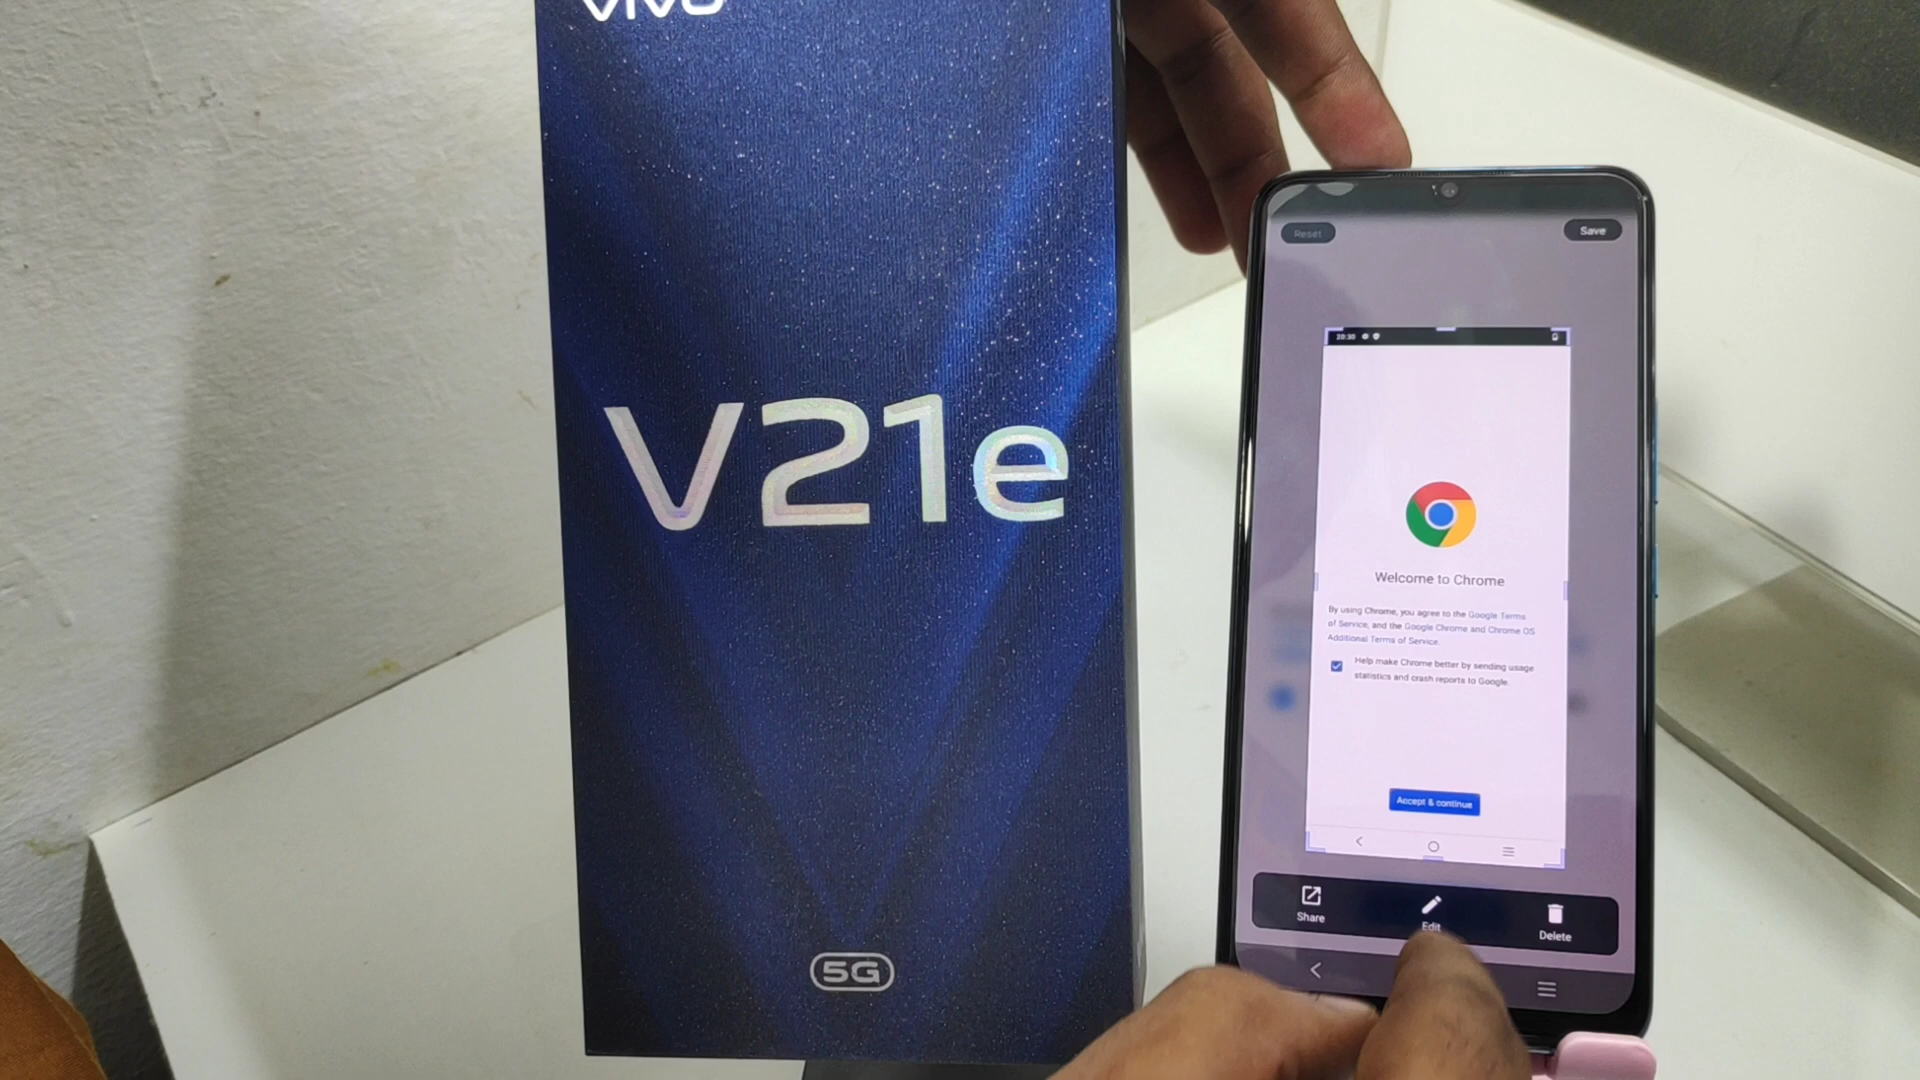 vivo
V21e
5G
Reset
Save
20:30
Welcome to Chrome
By using Chrome, you agree to the Google Terms
of Service, and the Google Chrome and Chrome OS
Additional Terms of Service.
Help make Chrome better by sending usage
statistics and crash reports to Google.
Accept & continue
Share
Edit
Delete